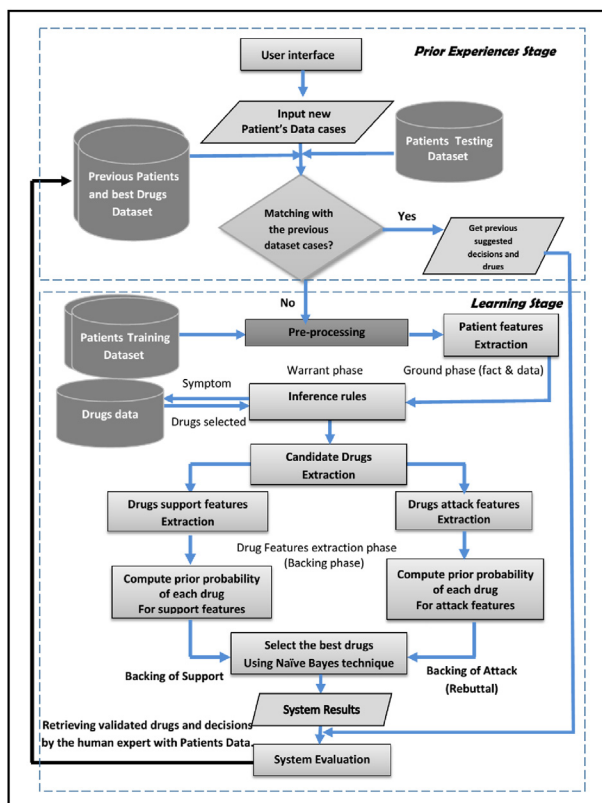 Prior Experiences Stage
User interface
Input new
Patient's Data cases
Patients Testing
Dataset
Previous Patients
and best Drugs
Dataset
Matching with
the previous
dataset cases?
Yes
Get previous
suggested
decisions and
drues
No
Learning Stage
Patients Training
Dataset
Pre-processing
Patient features
Extraction
Warrant phase
Ground phase (fact & data)
Symptom
Drugs data
Inference rules
Drugs selected
Candidate Drugs
Extraction
Drugs support features
Extraction
Drugs attack features
Extraction
Drug Features extraction phase
(Backing phase)
Compute prior probability
of each drug
For support features
Compute prior probability
of each drug
For attack features
Select the best drugs
Using Naïve Bayes technique
Backing of Support
Backing of Attack
(Rebuttal)
System Results
Retrieving validated drugs and decisions
by the human expert with Patients Data.
System Evaluation